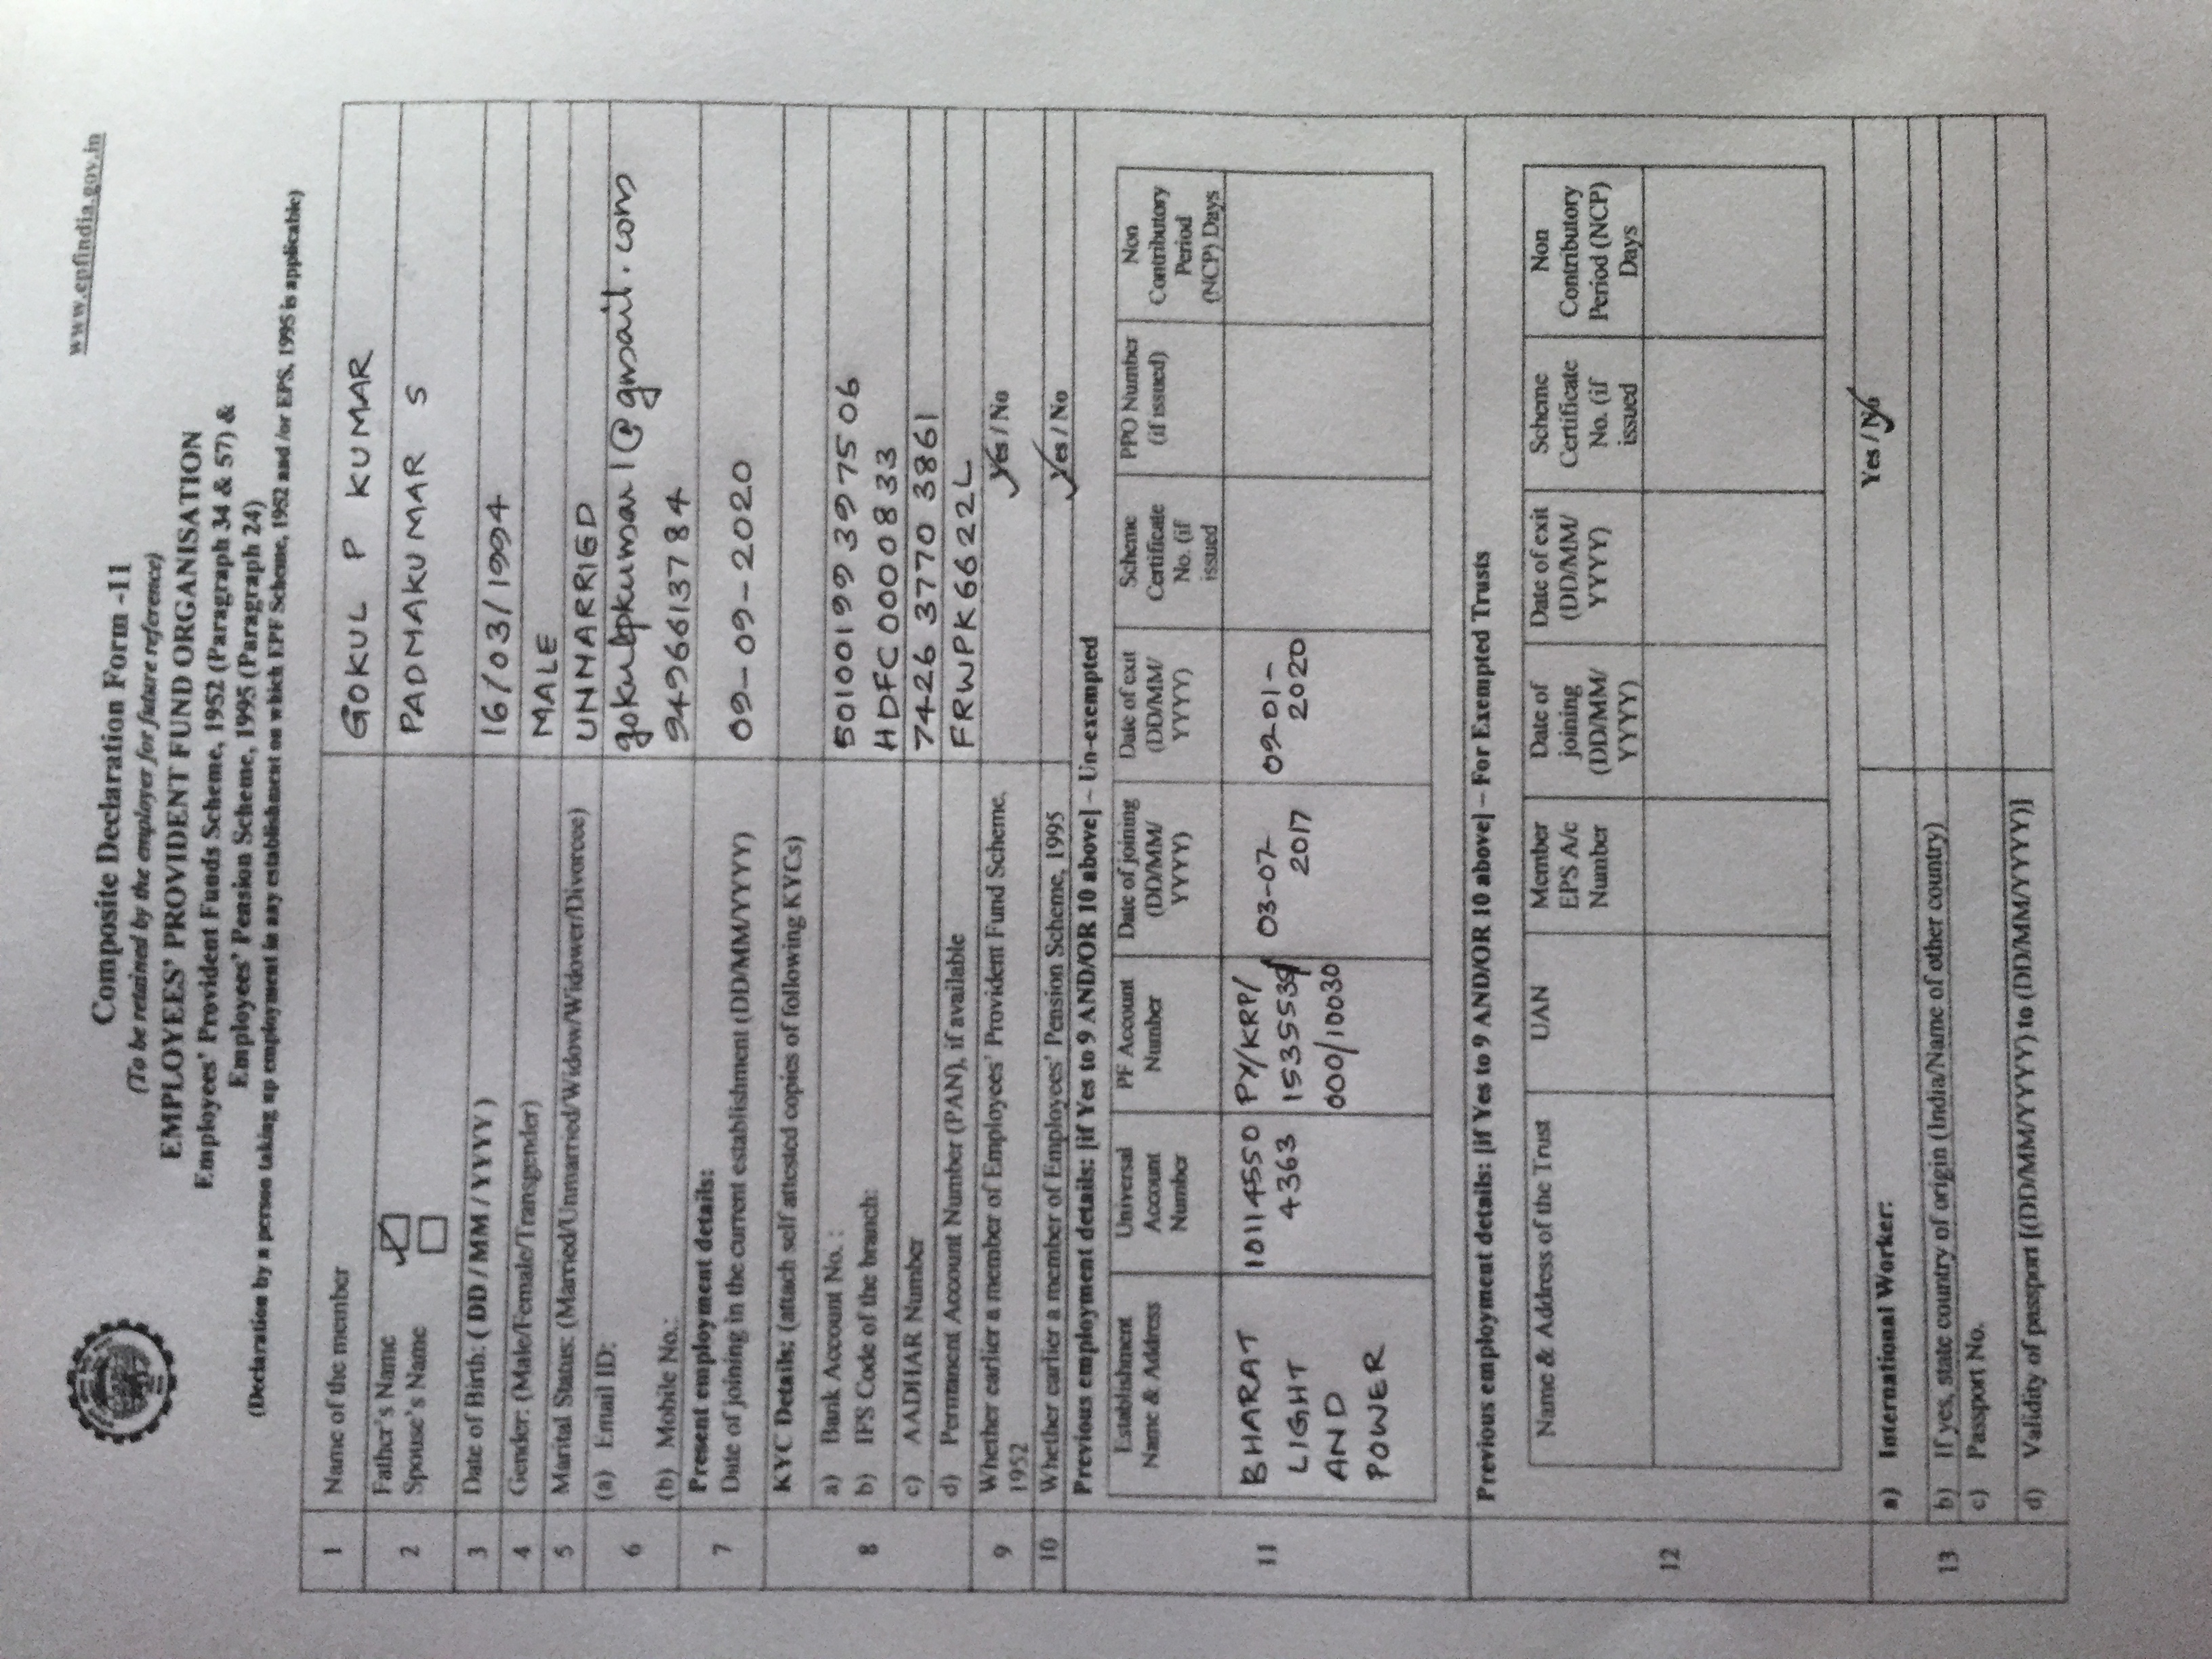 www.epfindia.gov.in
Composite Declaration Form -11
(To be retained by the employer for future reference)
EMPLOYEES' PROVIDENT FUND ORGANISATION
Employees' Provident Funds Scheme, 1952 (Paragraph 34 & 57) &
Employees' Pension Scheme, 1995 (Paragraph 24)
(Declaration by a person taking up employment in any establishment on which EPF Scheme, 1952 and /or EPS, 1995 is applicable)
1 Name of the member GOKUL P KUMAR
2 Father's Name PADMAKUMAR S
Spouse's Name
3 Date of Birth: ( DD / MM / YYYY ) 16/03/1994
4 Gender: (Male/Female/Transgender) MALE
5 Marital Status: (Married/Unmarried/Widow/Widower/Divorcee) UNMARRIED
6 (a) Email ID: gokulpkumar1@gmail.com
(b) Mobile No.: 9496613784
7 Present employment details:
Date of joining in the current establishment (DD/MM/YYYY) 09-09-2020
8 KYC Details: (attach self attested copies of following KYCs)
a) Bank Account No. : 50100199397506
b) IFS Code of the branch: HDFC0000833
c) AADHAR Number 7426 3770 3861
d) Permanent Account Number (PAN), if available FRWPK6622L
9 Whether earlier a member of Employees' Provident Fund Scheme, Yes / No
1952
10 Whether earlier a member of Employees' Pension Scheme, 1995 Yes / No
11 Previous employment details: [if Yes to 9 AND/OR 10 above] – Un-exempted
Establishment Universal PF Account Date of joining Date of exit Scheme PPO Number Non
Name & Address Account Number (DD/MM/ (DD/MM/ Certificate (if issued) Contributory
Number YYYY) YYYY) No. (if Period
issued (NCP) Days
BHARAT 10114550 PY/KRP/ 03-07- 09-01-
LIGHT 4363 1535539/ 2017 2020
AND 000/10030
POWER
12 Previous employment details: [if Yes to 9 AND/OR 10 above] – For Exempted Trusts
Name & Address of the Trust UAN Member Date of Date of exit Scheme Non
EPS A/c joining (DD/MM/ Certificate Contributory
Number (DD/MM/ YYYY) No. (if Period (NCP)
YYYY) issued Days
13 a) International Worker: Yes / No
b) If yes, state country of origin (India/Name of other country)
c) Passport No.
d) Validity of passport [(DD/MM/YYYY) to (DD/MM/YYYY)]